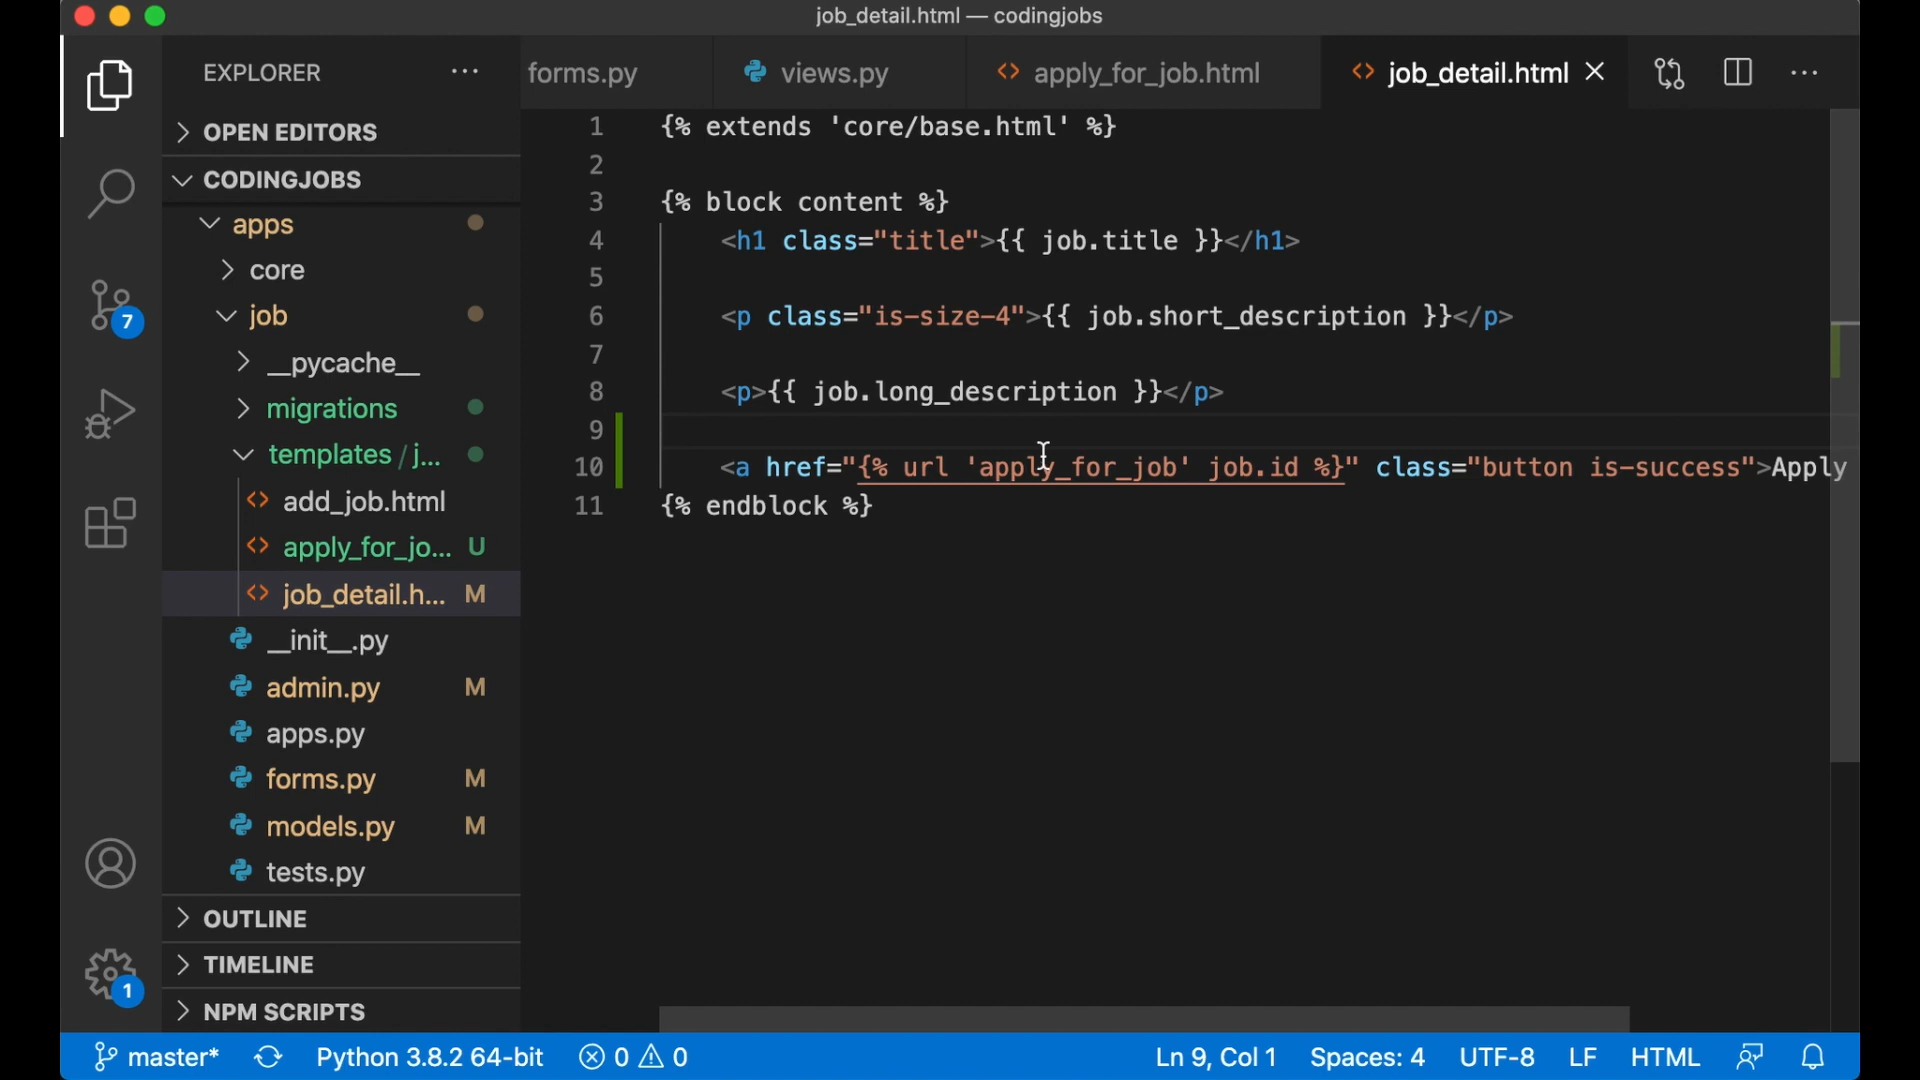 job_detail.html — codingjobs
EXPLORER ···
forms.py
views.py
apply_for_job.html
job_detail.html
···
OPEN EDITORS
CODINGJOBS
apps
core
job
__pycache__
migrations
templates / j...
add_job.html
apply_for_jo... U
job_detail.h... M
__init__.py
admin.py M
apps.py
forms.py M
models.py M
tests.py
OUTLINE
TIMELINE
NPM SCRIPTS
7
1
1 {% extends 'core/base.html' %}
2
3 {% block content %}
4 <h1 class="title">{{ job.title }}</h1>
5
6 <p class="is-size-4">{{ job.short_description }}</p>
7
8 <p>{{ job.long_description }}</p>
9
10 <a href="{% url 'apply_for_job' job.id %}" class="button is-success">Apply
11 {% endblock %}
master* Python 3.8.2 64-bit 0 0 Ln 9, Col 1 Spaces: 4 UTF-8 LF HTML